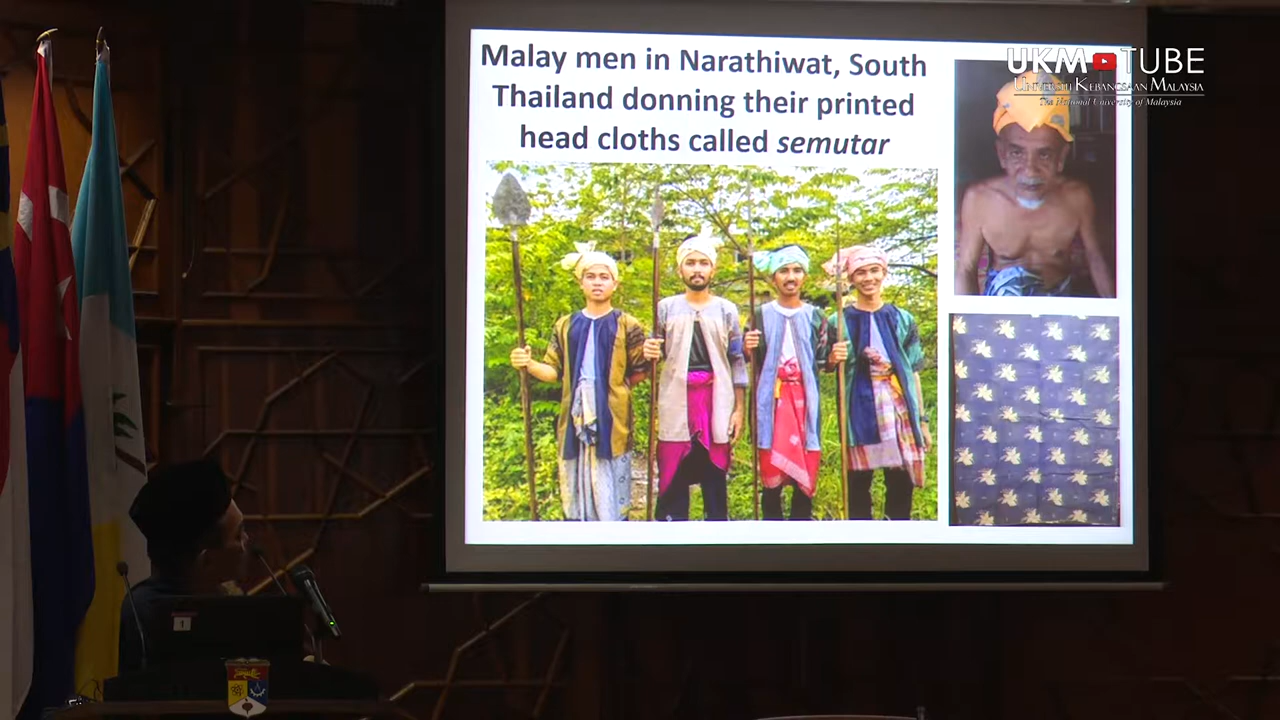 Malay men in Narathiwat, South
Thailand donning their printed
head cloths called semutar
UKM TUBE
Universiti Kebangsaan Malaysia
The National University of Malaysia
1